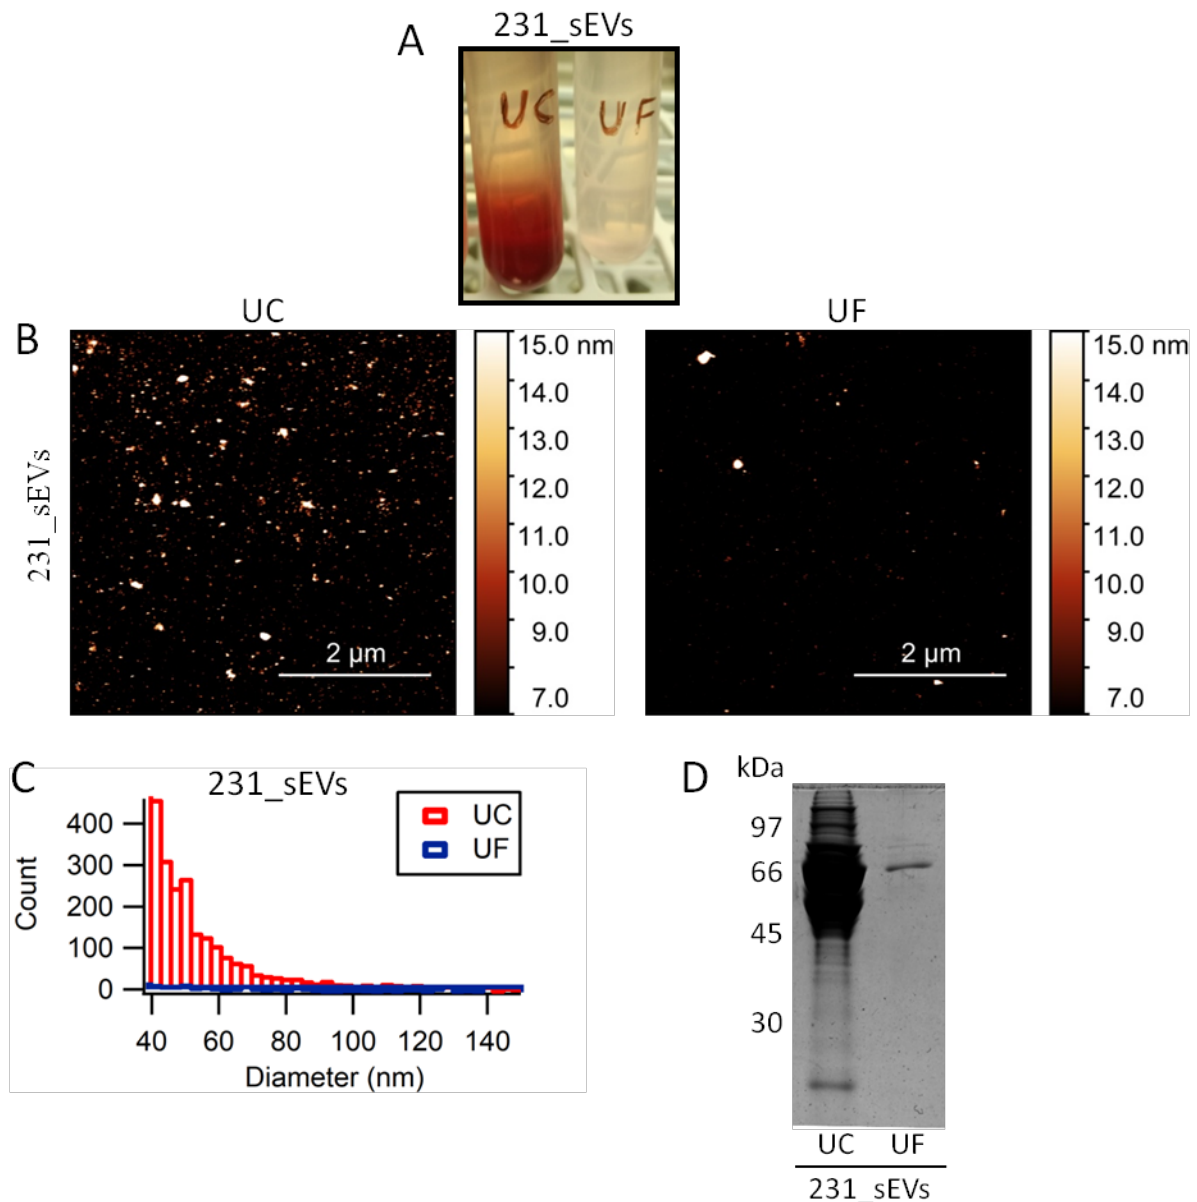 A
231_sEVs
UC
UF
B
UC
UF
231_sEVs
15.0 nm
14.0
13.0
12.0
11.0
10.0
9.0
7.0
2 µm
15.0 nm
14.0
13.0
12.0
11.0
10.0
9.0
7.0
2 µm
C
231_sEVs
UC
UF
Count
400
300
200
100
0
40 60 80 100 120 140
Diameter (nm)
D
kDa
97
66
45
30
UC UF
231_sEVs